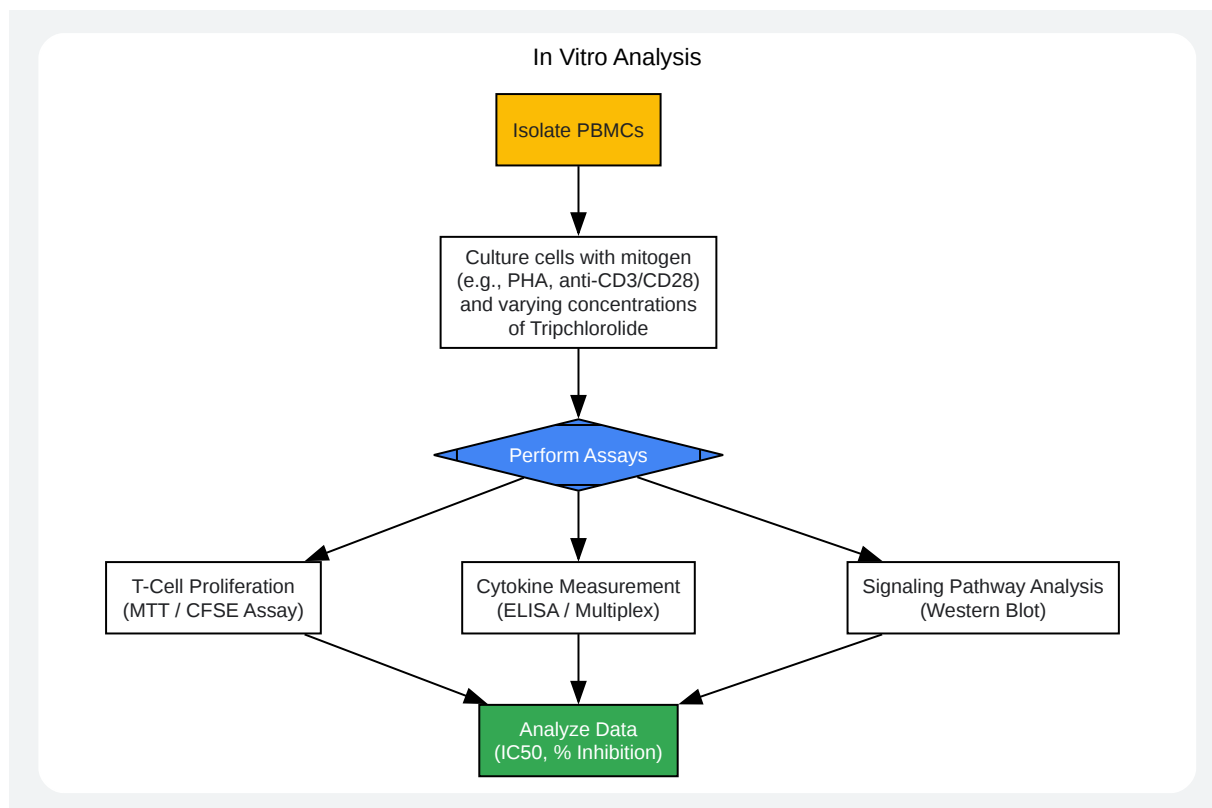 In Vitro Analysis
Isolate PBMCs
Culture cells with mitogen
(e.g., PHA, anti-CD3/CD28)
and varying concentrations
of Tripchlorolide
Perform Assays
T-Cell Proliferation
(MTT / CFSE Assay)
Cytokine Measurement
(ELISA / Multiplex)
Signaling Pathway Analysis
(Western Blot)
Analyze Data
(IC50, % Inhibition)